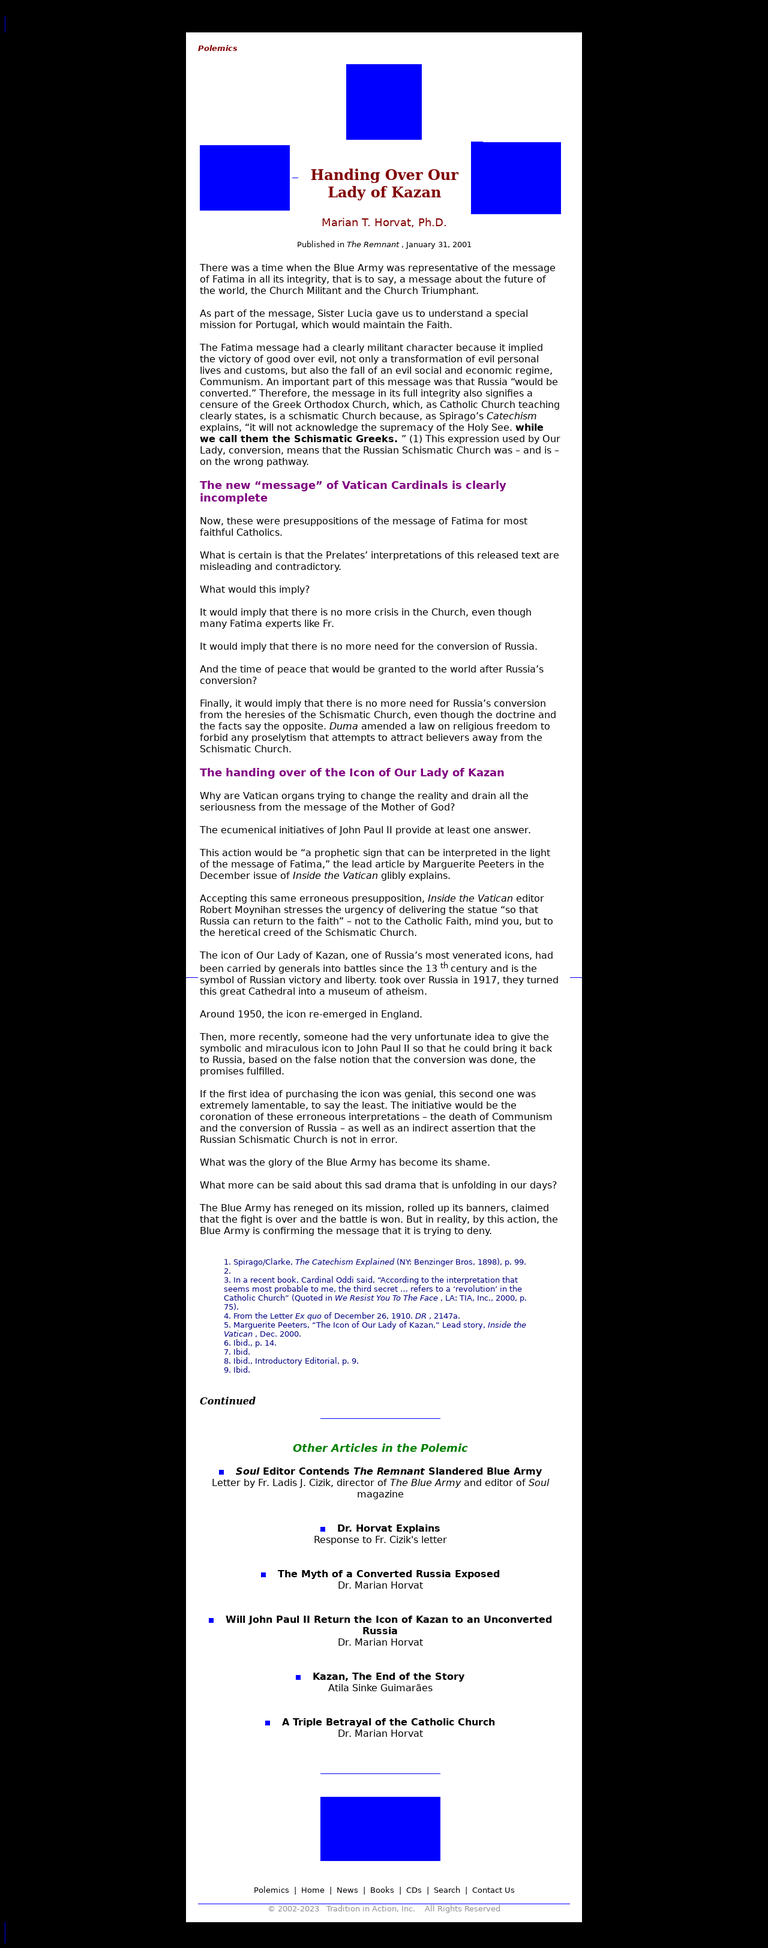 Polemics
Handing Over Our
Lady of Kazan
Marian T. Horvat, Ph.D.
Published in The Remnant , January 31, 2001
There was a time when the Blue Army was representative of the message
of Fatima in all its integrity, that is to say, a message about the future of
the world, the Church Militant and the Church Triumphant.
As part of the message, Sister Lucia gave us to understand a special
mission for Portugal, which would maintain the Faith.
The Fatima message had a clearly militant character because it implied
the victory of good over evil, not only a transformation of evil personal
lives and customs, but also the fall of an evil social and economic regime,
Communism. An important part of this message was that Russia “would be
converted.” Therefore, the message in its full integrity also signifies a
censure of the Greek Orthodox Church, which, as Catholic Church teaching
clearly states, is a schismatic Church because, as Spirago’s Catechism
explains, “it will not acknowledge the supremacy of the Holy See. while
we call them the Schismatic Greeks. ” (1) This expression used by Our
Lady, conversion, means that the Russian Schismatic Church was – and is –
on the wrong pathway.
The new “message” of Vatican Cardinals is clearly
incomplete
Now, these were presuppositions of the message of Fatima for most
faithful Catholics.
What is certain is that the Prelates’ interpretations of this released text are
misleading and contradictory.
What would this imply?
It would imply that there is no more crisis in the Church, even though
many Fatima experts like Fr.
It would imply that there is no more need for the conversion of Russia.
And the time of peace that would be granted to the world after Russia’s
conversion?
Finally, it would imply that there is no more need for Russia’s conversion
from the heresies of the Schismatic Church, even though the doctrine and
the facts say the opposite. Duma amended a law on religious freedom to
forbid any proselytism that attempts to attract believers away from the
Schismatic Church.
The handing over of the Icon of Our Lady of Kazan
Why are Vatican organs trying to change the reality and drain all the
seriousness from the message of the Mother of God?
The ecumenical initiatives of John Paul II provide at least one answer.
This action would be “a prophetic sign that can be interpreted in the light
of the message of Fatima,” the lead article by Marguerite Peeters in the
December issue of Inside the Vatican glibly explains.
Accepting this same erroneous presupposition, Inside the Vatican editor
Robert Moynihan stresses the urgency of delivering the statue “so that
Russia can return to the faith” – not to the Catholic Faith, mind you, but to
the heretical creed of the Schismatic Church.
The icon of Our Lady of Kazan, one of Russia’s most venerated icons, had
been carried by generals into battles since the 13 th century and is the
symbol of Russian victory and liberty. took over Russia in 1917, they turned
this great Cathedral into a museum of atheism.
Around 1950, the icon re-emerged in England.
Then, more recently, someone had the very unfortunate idea to give the
symbolic and miraculous icon to John Paul II so that he could bring it back
to Russia, based on the false notion that the conversion was done, the
promises fulfilled.
If the first idea of purchasing the icon was genial, this second one was
extremely lamentable, to say the least. The initiative would be the
coronation of these erroneous interpretations – the death of Communism
and the conversion of Russia – as well as an indirect assertion that the
Russian Schismatic Church is not in error.
What was the glory of the Blue Army has become its shame.
What more can be said about this sad drama that is unfolding in our days?
The Blue Army has reneged on its mission, rolled up its banners, claimed
that the fight is over and the battle is won. But in reality, by this action, the
Blue Army is confirming the message that it is trying to deny.
1. Spirago/Clarke, The Catechism Explained (NY: Benzinger Bros, 1898), p. 99.
2.
3. In a recent book, Cardinal Oddi said, “According to the interpretation that
seems most probable to me, the third secret ... refers to a ‘revolution’ in the
Catholic Church” (Quoted in We Resist You To The Face , LA: TIA, Inc., 2000, p.
75).
4. From the Letter Ex quo of December 26, 1910. DR , 2147a.
5. Marguerite Peeters, “The Icon of Our Lady of Kazan,” Lead story, Inside the
Vatican , Dec. 2000.
6. Ibid., p. 14.
7. Ibid.
8. Ibid., Introductory Editorial, p. 9.
9. Ibid.
Continued
Other Articles in the Polemic
Soul Editor Contends The Remnant Slandered Blue Army
Letter by Fr. Ladis J. Cizik, director of The Blue Army and editor of Soul
magazine
Dr. Horvat Explains
Response to Fr. Cizik's letter
The Myth of a Converted Russia Exposed
Dr. Marian Horvat
Will John Paul II Return the Icon of Kazan to an Unconverted
Russia
Dr. Marian Horvat
Kazan, The End of the Story
Atila Sinke Guimarães
A Triple Betrayal of the Catholic Church
Dr. Marian Horvat
Polemics | Home | News | Books | CDs | Search | Contact Us
© 2002-2023 Tradition in Action, Inc. All Rights Reserved